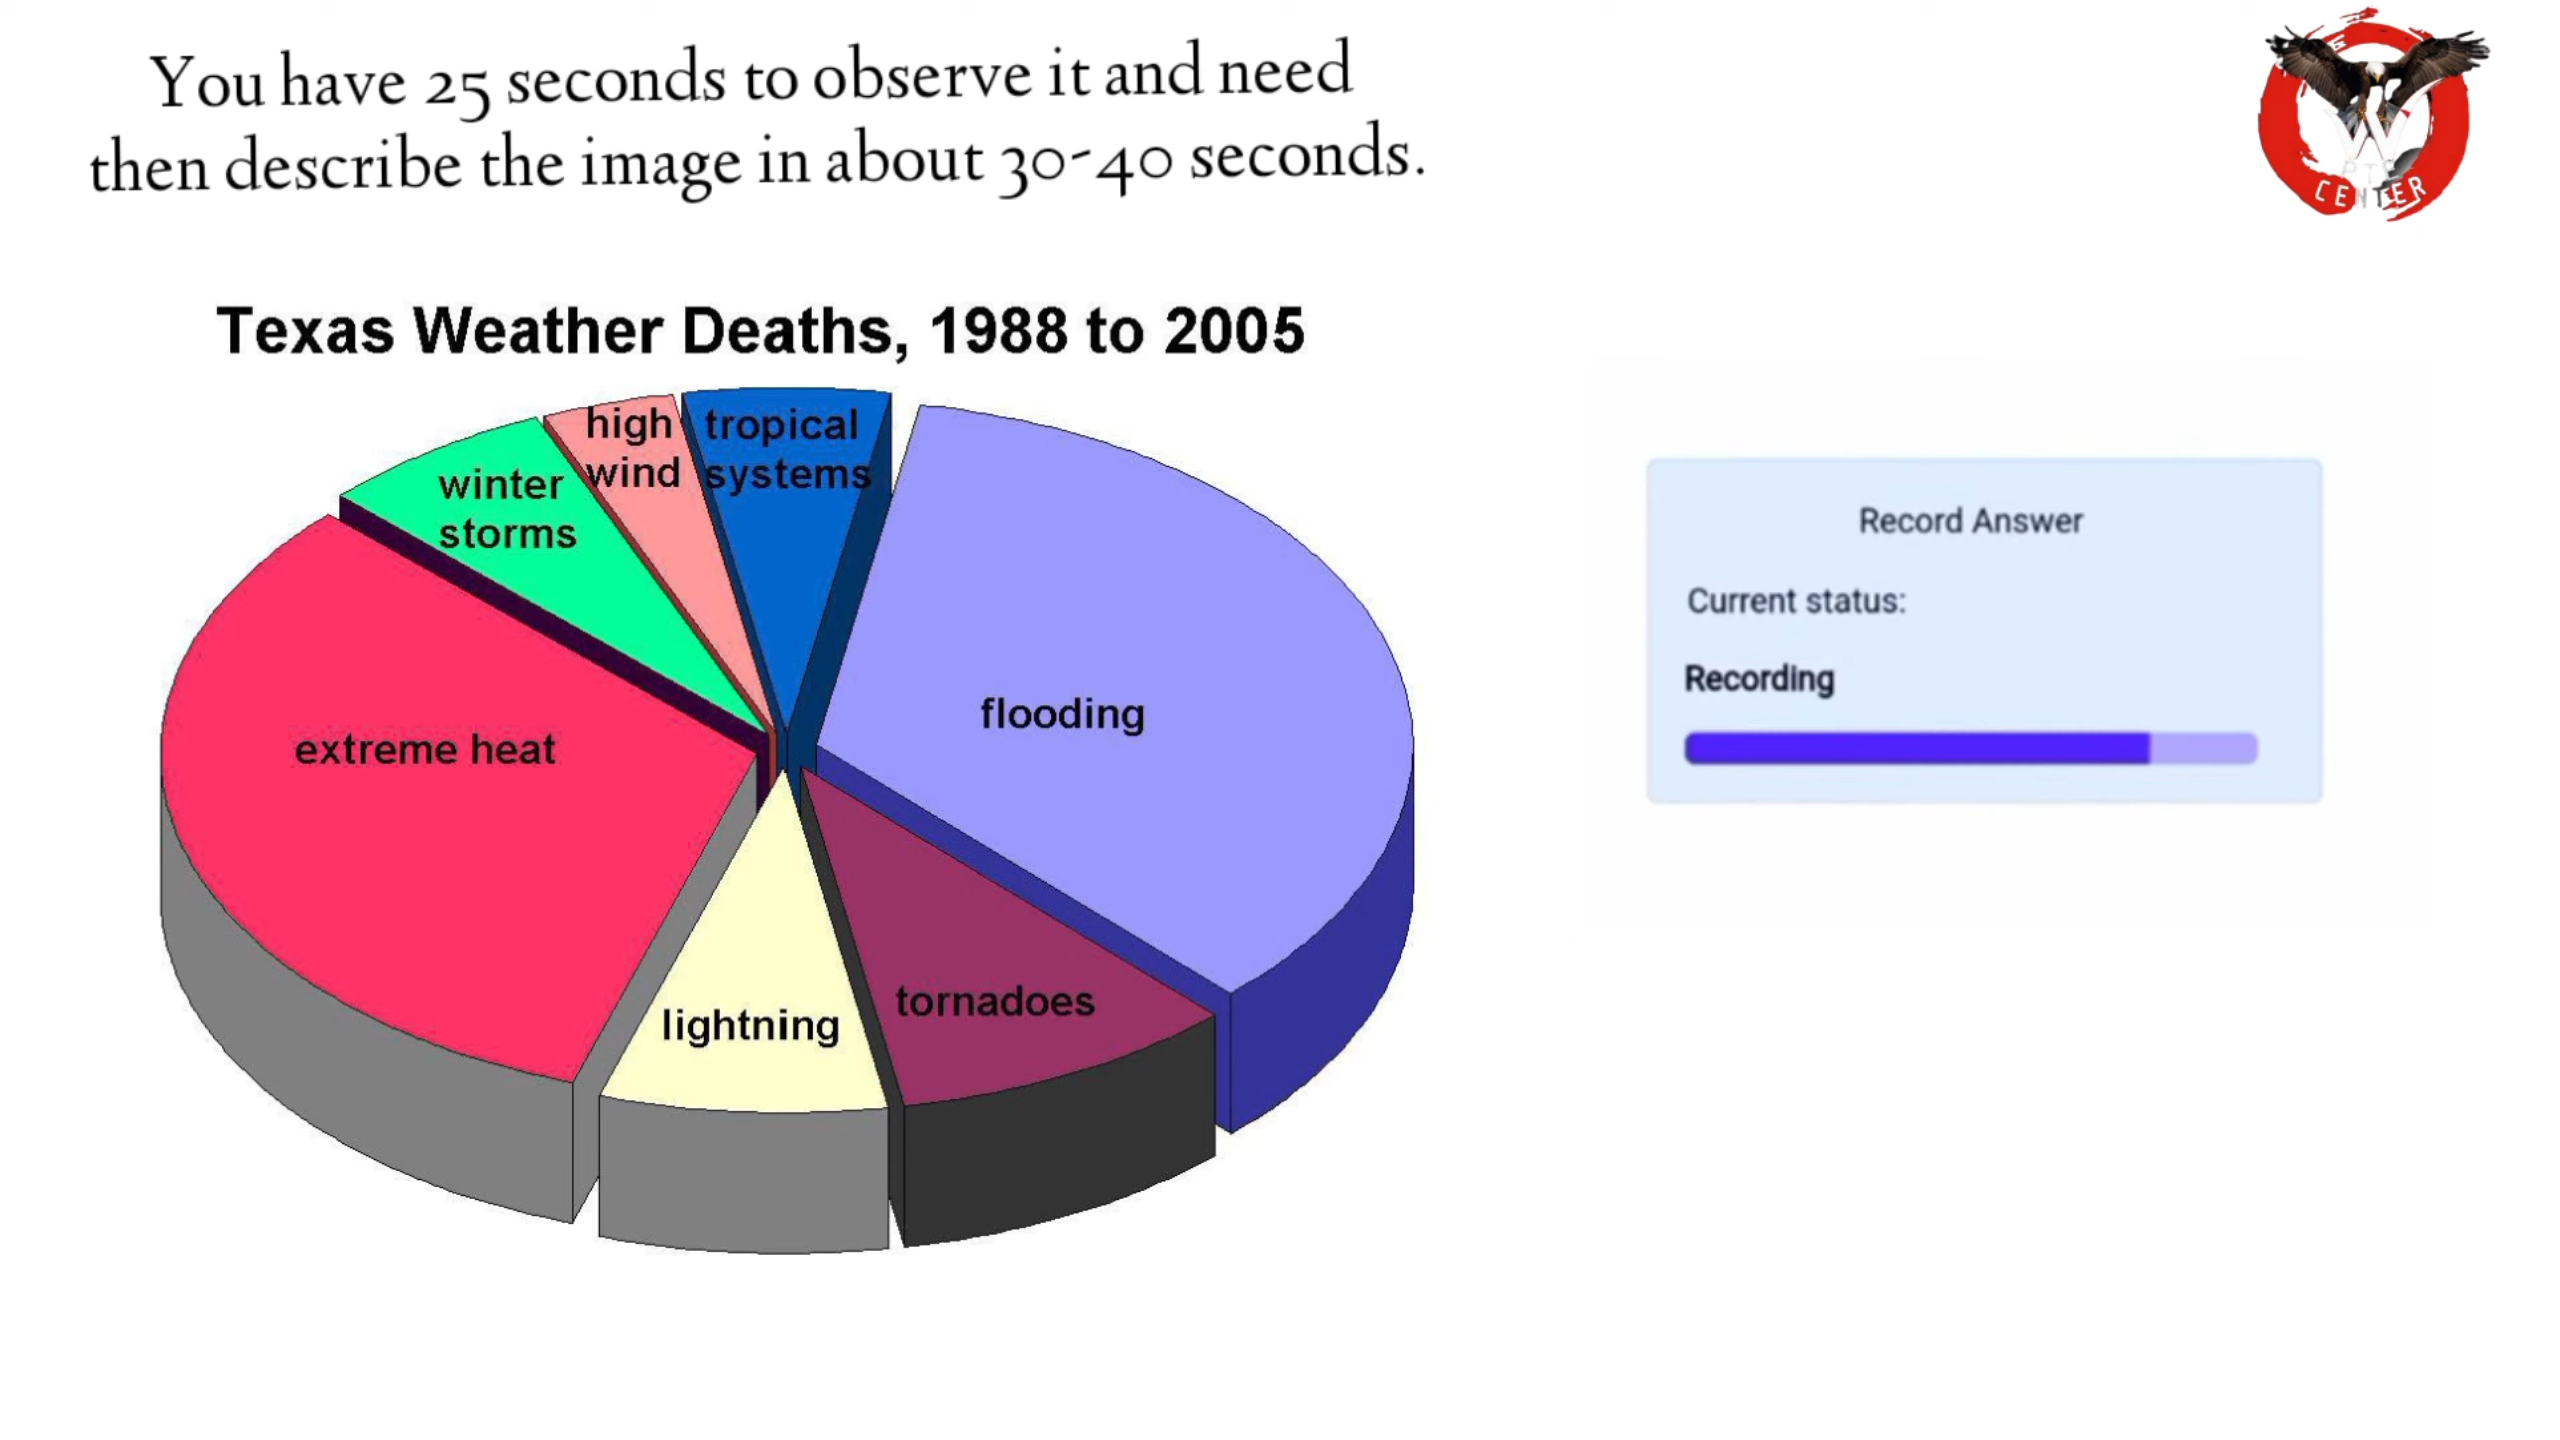 You have 25 seconds to observe it and need
then describe the image in about 30-40 seconds.
W
PTE
CENTER
Texas Weather Deaths, 1988 to 2005
high
wind
tropical
systems
winter
storms
flooding
extreme heat
tornadoes
lightning
Record Answer
Current status:
Recording